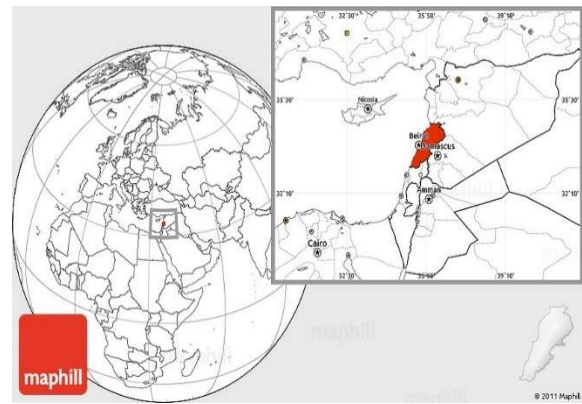 32°30' 35°50' 39°10'
35°30' 35°30'
Nicosia
Beirut
Damascus
32°10' 32°10'
Amman
Cairo
32°30' 35°50' 39°10'
maphill
maphill
© 2011 Maphill